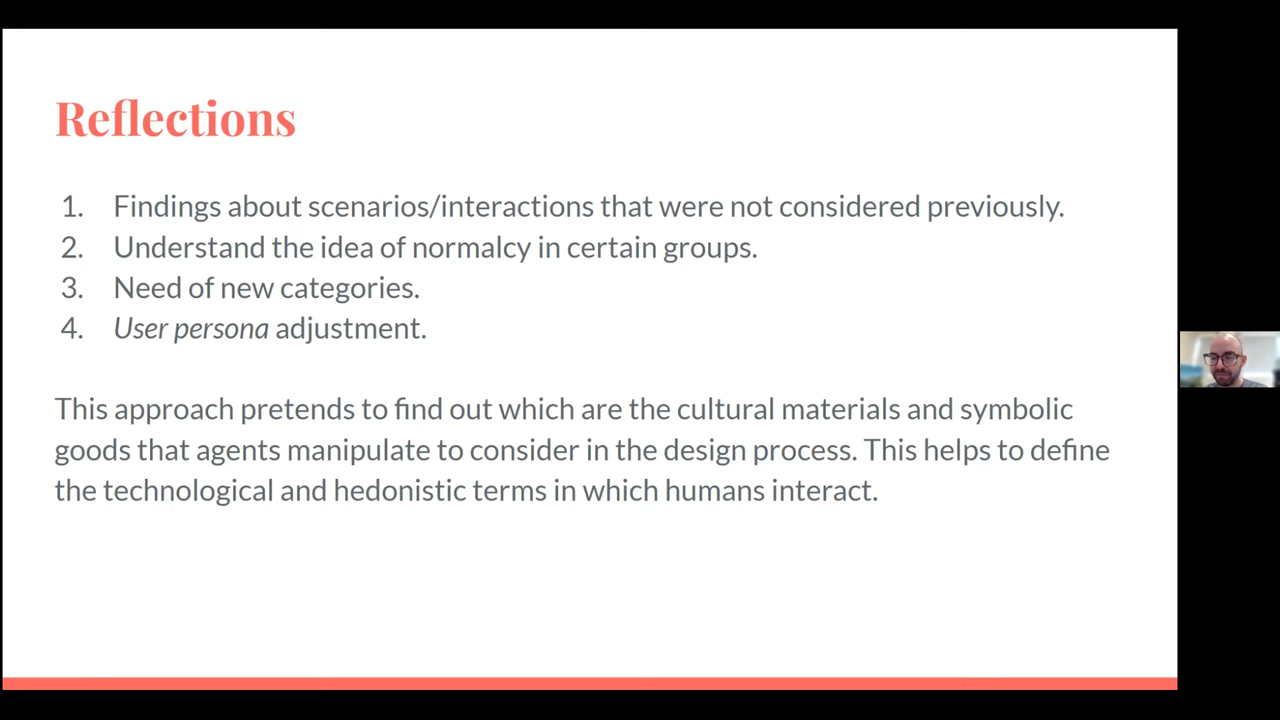 Reflections
1. Findings about scenarios/interactions that were not considered previously.
2. Understand the idea of normalcy in certain groups.
3. Need of new categories.
4. User persona adjustment.
This approach pretends to find out which are the cultural materials and symbolic
goods that agents manipulate to consider in the design process. This helps to define
the technological and hedonistic terms in which humans interact.